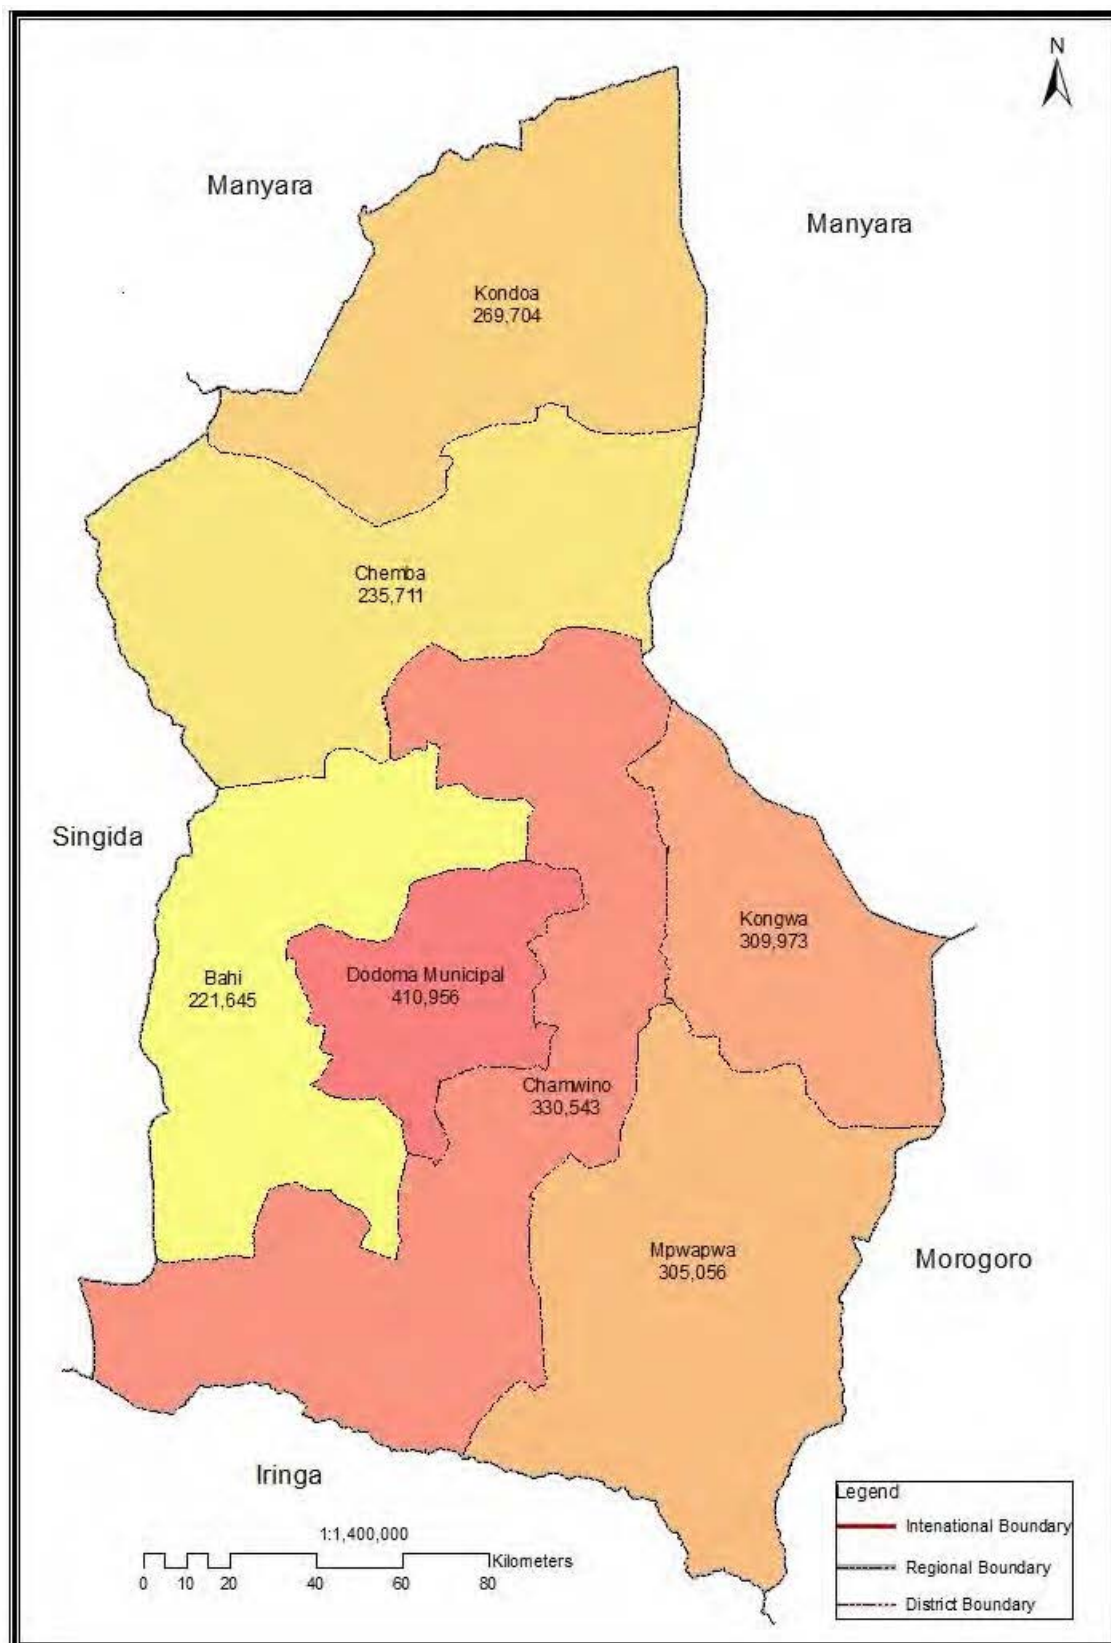 N
Manyara
Manyara
Kondoa
269,704
Chemba
235,711
Singida
Kongwa
309,973
Bahi
221,645
Dodoma Municipal
410,956
Chamwino
330,543
Mpwapwa
305,056
Morogoro
Iringa
Legend
Intenational Boundary
Regional Boundary
District Boundary
1:1,400,000
Kilometers
0 10 20 40 60 80